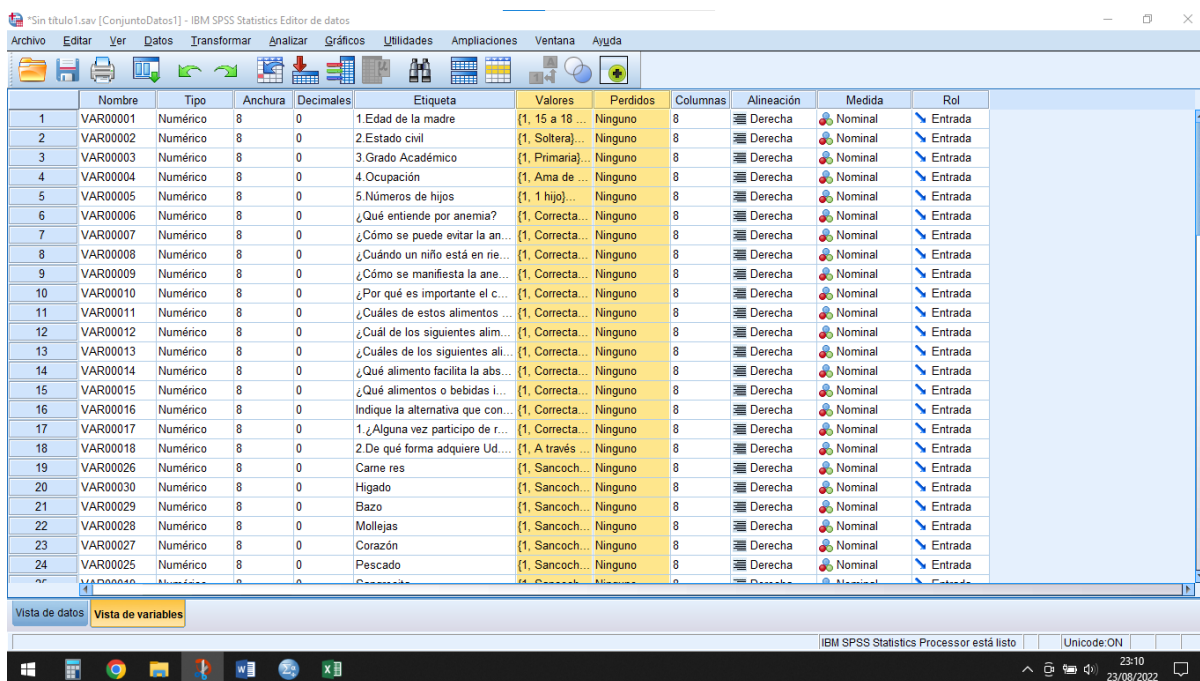 *Sin título1.sav [ConjuntoDatos1] - IBM SPSS Statistics Editor de datos
Archivo Editar Ver Datos Transformar Analizar Gráficos Utilidades Ampliaciones Ventana Ayuda
Nombre Tipo Anchura Decimales Etiqueta Valores Perdidos Columnas Alineación Medida Rol
1 VAR00001 Numérico 8 0 1.Edad de la madre {1, 15 a 18 ... Ninguno 8 Derecha Nominal Entrada
2 VAR00002 Numérico 8 0 2.Estado civil {1, Soltera}... Ninguno 8 Derecha Nominal Entrada
3 VAR00003 Numérico 8 0 3.Grado Académico {1, Primaria}... Ninguno 8 Derecha Nominal Entrada
4 VAR00004 Numérico 8 0 4.Ocupación {1, Ama de ... Ninguno 8 Derecha Nominal Entrada
5 VAR00005 Numérico 8 0 5.Números de hijos {1, 1 hijo}... Ninguno 8 Derecha Nominal Entrada
6 VAR00006 Numérico 8 0 ¿Qué entiende por anemia? {1, Correcta... Ninguno 8 Derecha Nominal Entrada
7 VAR00007 Numérico 8 0 ¿Cómo se puede evitar la an... {1, Correcta... Ninguno 8 Derecha Nominal Entrada
8 VAR00008 Numérico 8 0 ¿Cuándo un niño está en rie... {1, Correcta... Ninguno 8 Derecha Nominal Entrada
9 VAR00009 Numérico 8 0 ¿Cómo se manifiesta la ane... {1, Correcta... Ninguno 8 Derecha Nominal Entrada
10 VAR00010 Numérico 8 0 ¿Por qué es importante el c... {1, Correcta... Ninguno 8 Derecha Nominal Entrada
11 VAR00011 Numérico 8 0 ¿Cuáles de estos alimentos ... {1, Correcta... Ninguno 8 Derecha Nominal Entrada
12 VAR00012 Numérico 8 0 ¿Cuál de los siguientes alim... {1, Correcta... Ninguno 8 Derecha Nominal Entrada
13 VAR00013 Numérico 8 0 ¿Cuáles de los siguientes ali... {1, Correcta... Ninguno 8 Derecha Nominal Entrada
14 VAR00014 Numérico 8 0 ¿Qué alimento facilita la abs... {1, Correcta... Ninguno 8 Derecha Nominal Entrada
15 VAR00015 Numérico 8 0 ¿Qué alimentos o bebidas i... {1, Correcta... Ninguno 8 Derecha Nominal Entrada
16 VAR00016 Numérico 8 0 Indique la alternativa que con... {1, Correcta... Ninguno 8 Derecha Nominal Entrada
17 VAR00017 Numérico 8 0 1.¿Alguna vez participo de r... {1, Correcta... Ninguno 8 Derecha Nominal Entrada
18 VAR00018 Numérico 8 0 2.De qué forma adquiere Ud.... {1, A través ... Ninguno 8 Derecha Nominal Entrada
19 VAR00026 Numérico 8 0 Carne res {1, Sancoch... Ninguno 8 Derecha Nominal Entrada
20 VAR00030 Numérico 8 0 Higado {1, Sancoch... Ninguno 8 Derecha Nominal Entrada
21 VAR00029 Numérico 8 0 Bazo {1, Sancoch... Ninguno 8 Derecha Nominal Entrada
22 VAR00028 Numérico 8 0 Mollejas {1, Sancoch... Ninguno 8 Derecha Nominal Entrada
23 VAR00027 Numérico 8 0 Corazón {1, Sancoch... Ninguno 8 Derecha Nominal Entrada
24 VAR00025 Numérico 8 0 Pescado {1, Sancoch... Ninguno 8 Derecha Nominal Entrada
Vista de datos Vista de variables
IBM SPSS Statistics Processor está listo Unicode:ON
23:10
23/08/2022